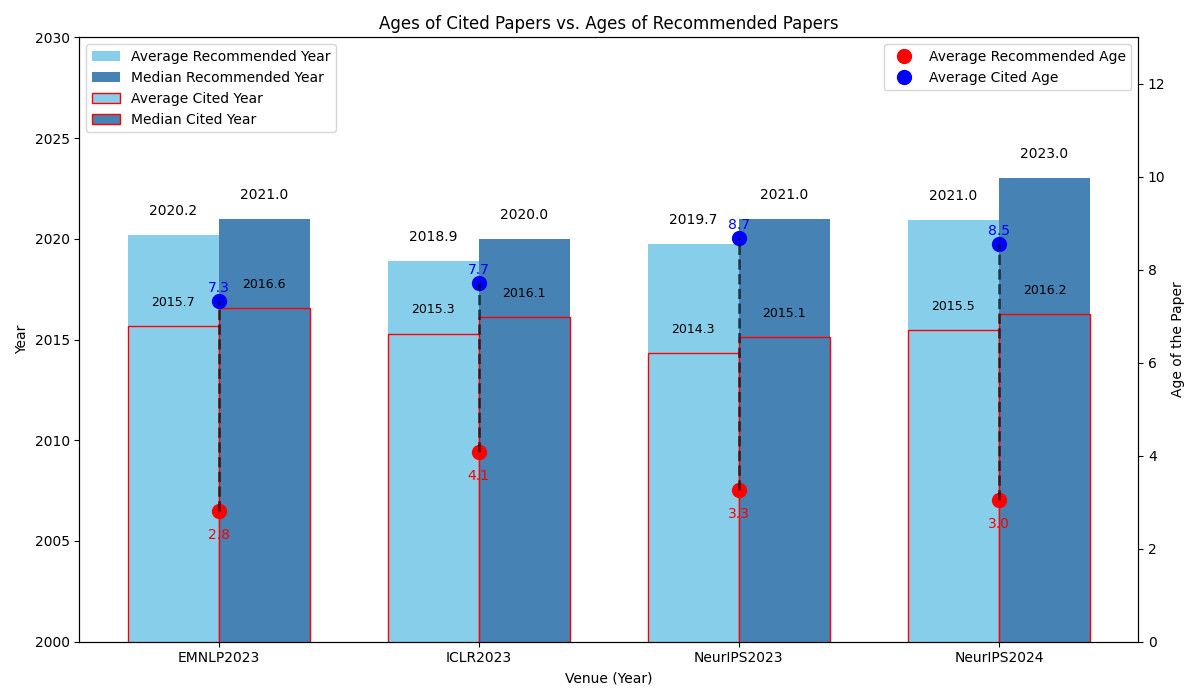 Ages of Cited Papers vs. Ages of Recommended Papers
Average Recommended Year
Median Recommended Year
Average Cited Year
Median Cited Year
Average Recommended Age
Average Cited Age
Year
2030
2025
2020
2015
2010
2005
2000
12
10
8
6
4
2
0
Age of the Paper
2020.2
2021.0
2015.7
2016.6
7.3
2.8
2018.9
2020.0
2015.3
2016.1
7.7
4.1
2019.7
2021.0
2014.3
2015.1
8.7
3.3
2021.0
2023.0
2015.5
2016.2
8.5
3.0
EMNLP2023
ICLR2023
NeurIPS2023
NeurIPS2024
Venue (Year)